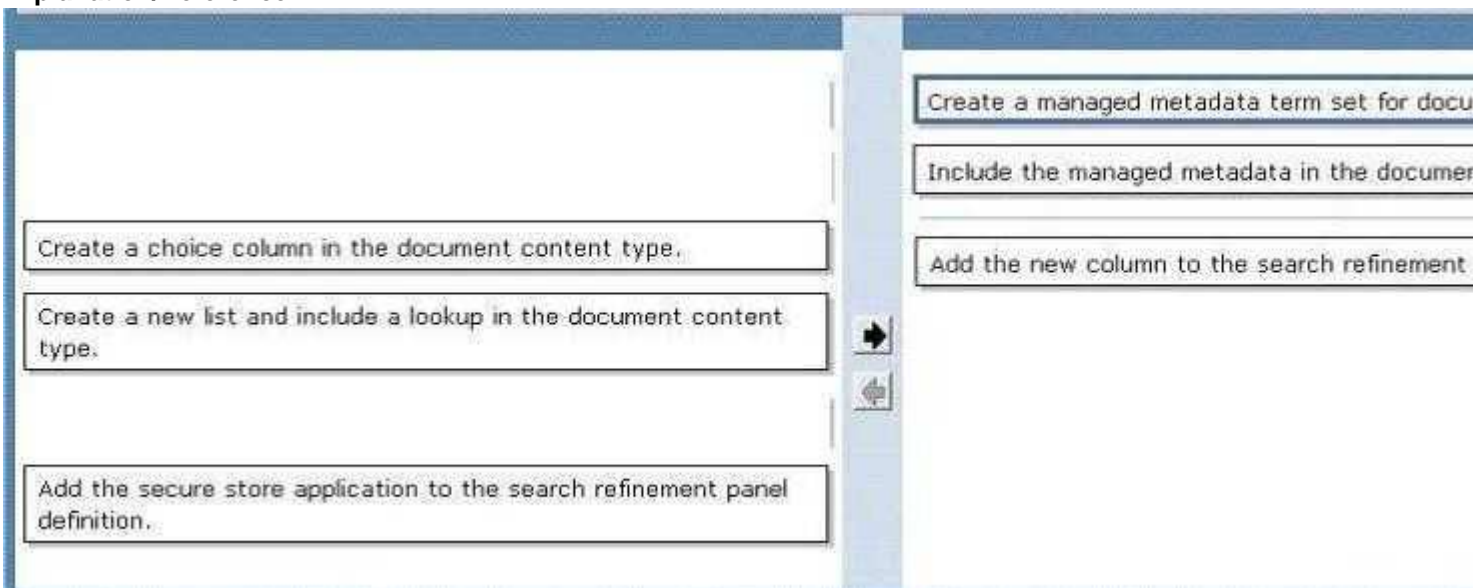 Create a choice column in the document content type.
Create a new list and include a lookup in the document content
type.
Add the secure store application to the search refinement panel
definition.
Create a managed metadata term set for docu
Include the managed metadata in the documen
Add the new column to the search refinement